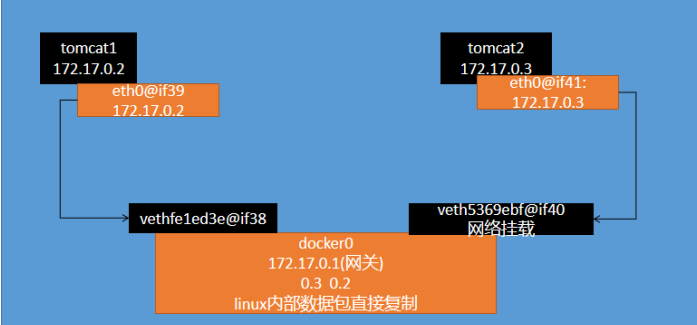 tomcat1
172.17.0.2
eth0@if39
172.17.0.2
tomcat2
172.17.0.3
eth0@if41:
172.17.0.3
vethfe1ed3e@if38
veth5369ebf@if40
网络挂载
docker0
172.17.0.1(网关)
0.3 0.2
linux内部数据包直接复制